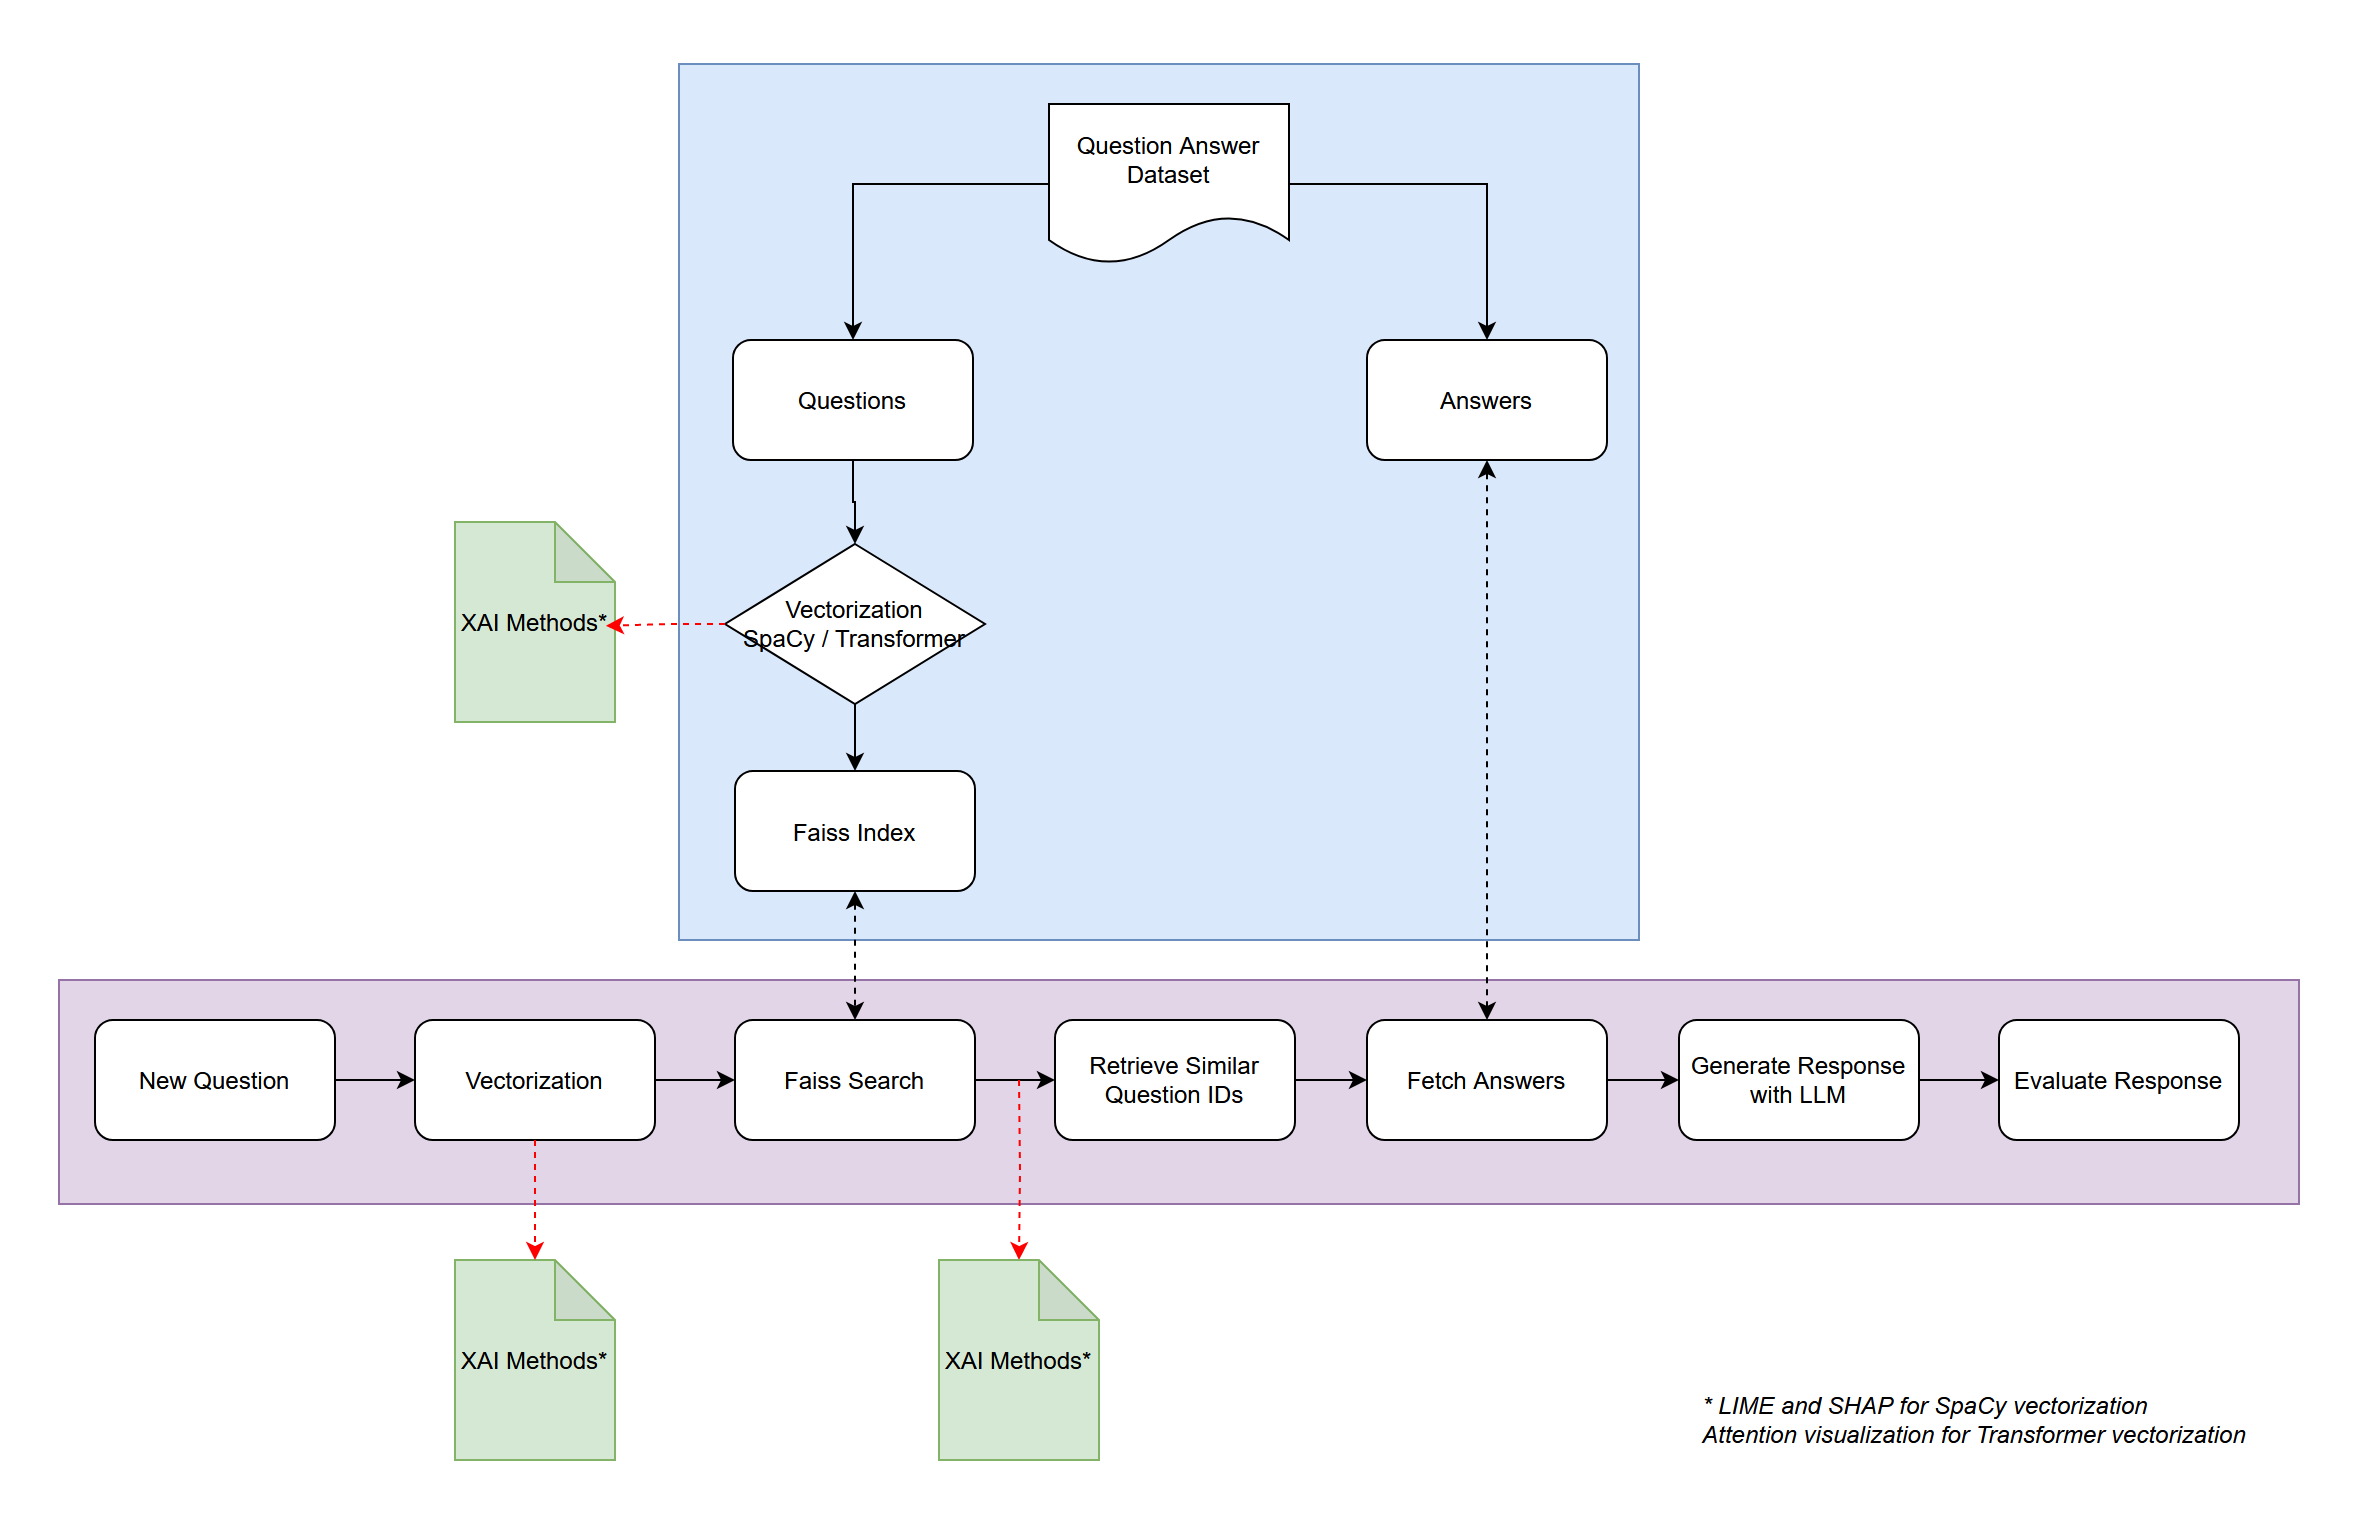 Question Answer
Dataset
Questions
Answers
XAI Methods*
Vectorization
SpaCy / Transformer
Faiss Index
New Question
Vectorization
Faiss Search
Retrieve Similar
Question IDs
Fetch Answers
Generate Response
with LLM
Evaluate Response
XAI Methods*
XAI Methods*
* LIME and SHAP for SpaCy vectorization
Attention visualization for Transformer vectorization